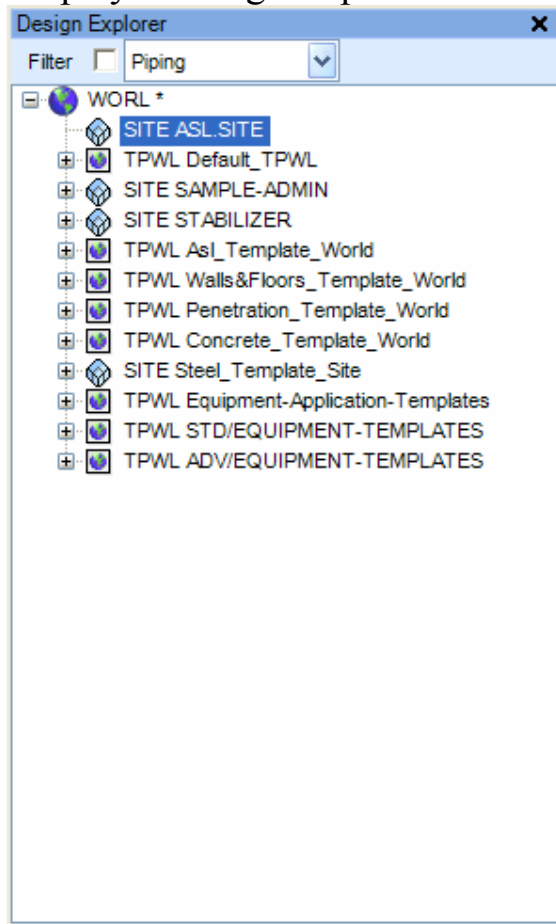 Design Explorer
Filter Piping
WORL *
SITE ASL.SITE
TPWL Default_TPWL
SITE SAMPLE-ADMIN
SITE STABILIZER
TPWL Asl_Template_World
TPWL Walls&Floors_Template_World
TPWL Penetration_Template_World
TPWL Concrete_Template_World
SITE Steel_Template_Site
TPWL Equipment-Application-Templates
TPWL STD/EQUIPMENT-TEMPLATES
TPWL ADV/EQUIPMENT-TEMPLATES